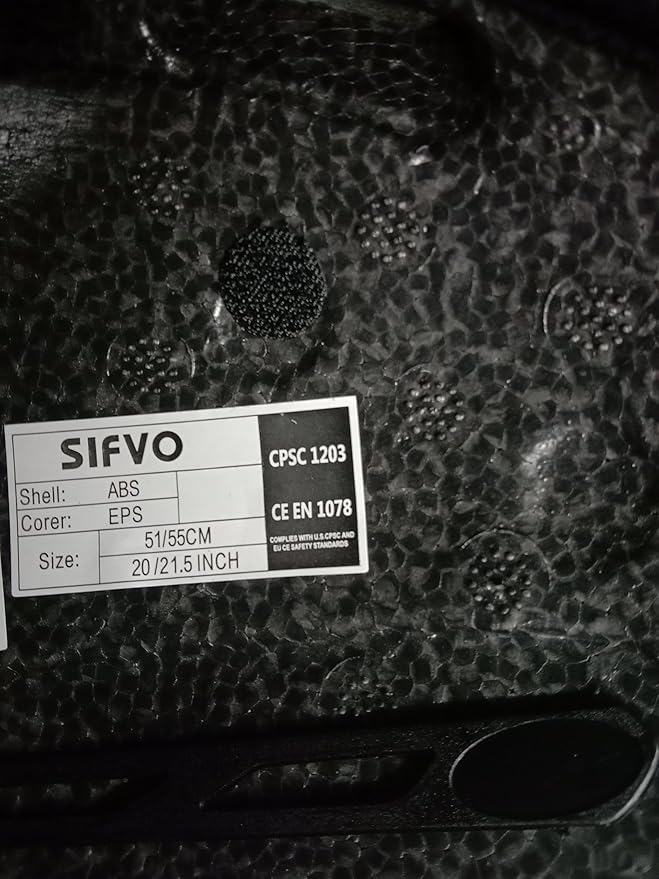 SIFVO
Shell: ABS
Corer: EPS
Size: 51/55CM
20/21.5 INCH
CPSC 1203
CE EN 1078
COMPLIES WITH U.S.CPSC AND
EU CE SAFETY STANDARDS